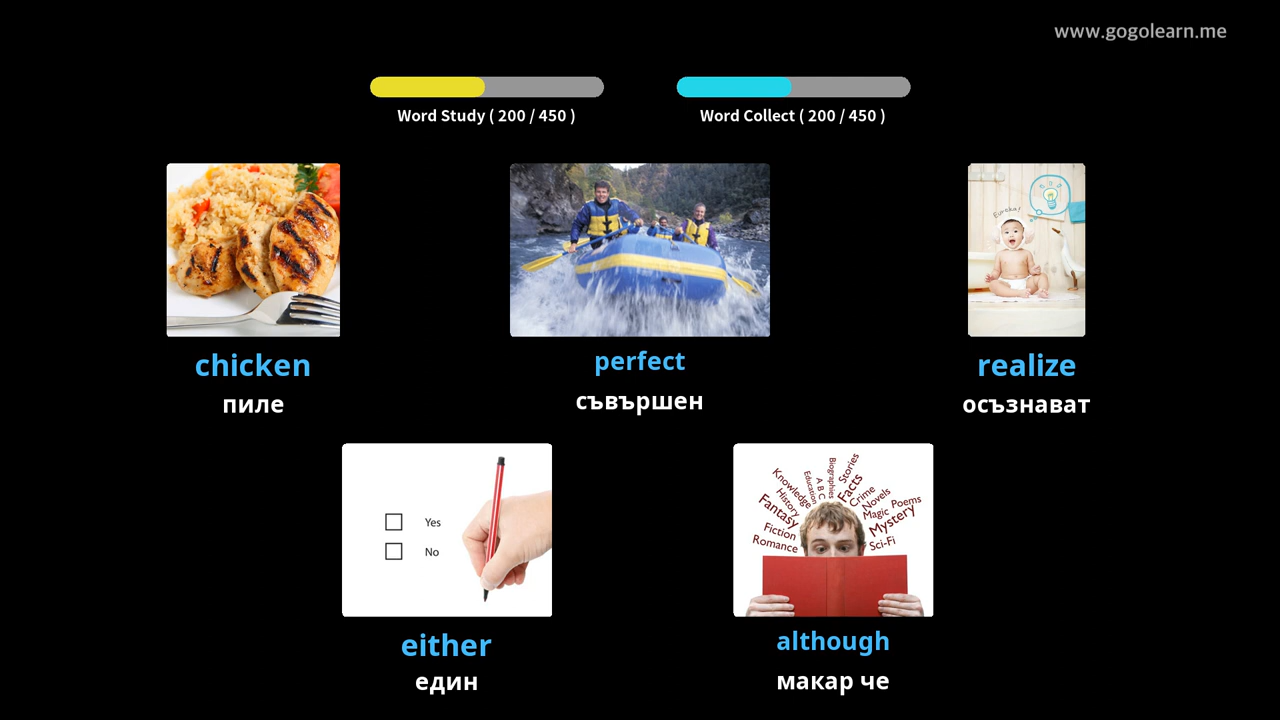 www.gogolearn.me
Word Study ( 200 / 450 )
Word Collect ( 200 / 450 )
Eureka!
chicken
пиле
perfect
съвършен
realize
осъзнават
Yes
No
Knowledge
History
Fantasy
Fiction
Romance
Education
A B C
Biographies
Stories
Facts
Crime
Novels
Magic
Poems
Mystery
Sci-Fi
either
един
although
макар че